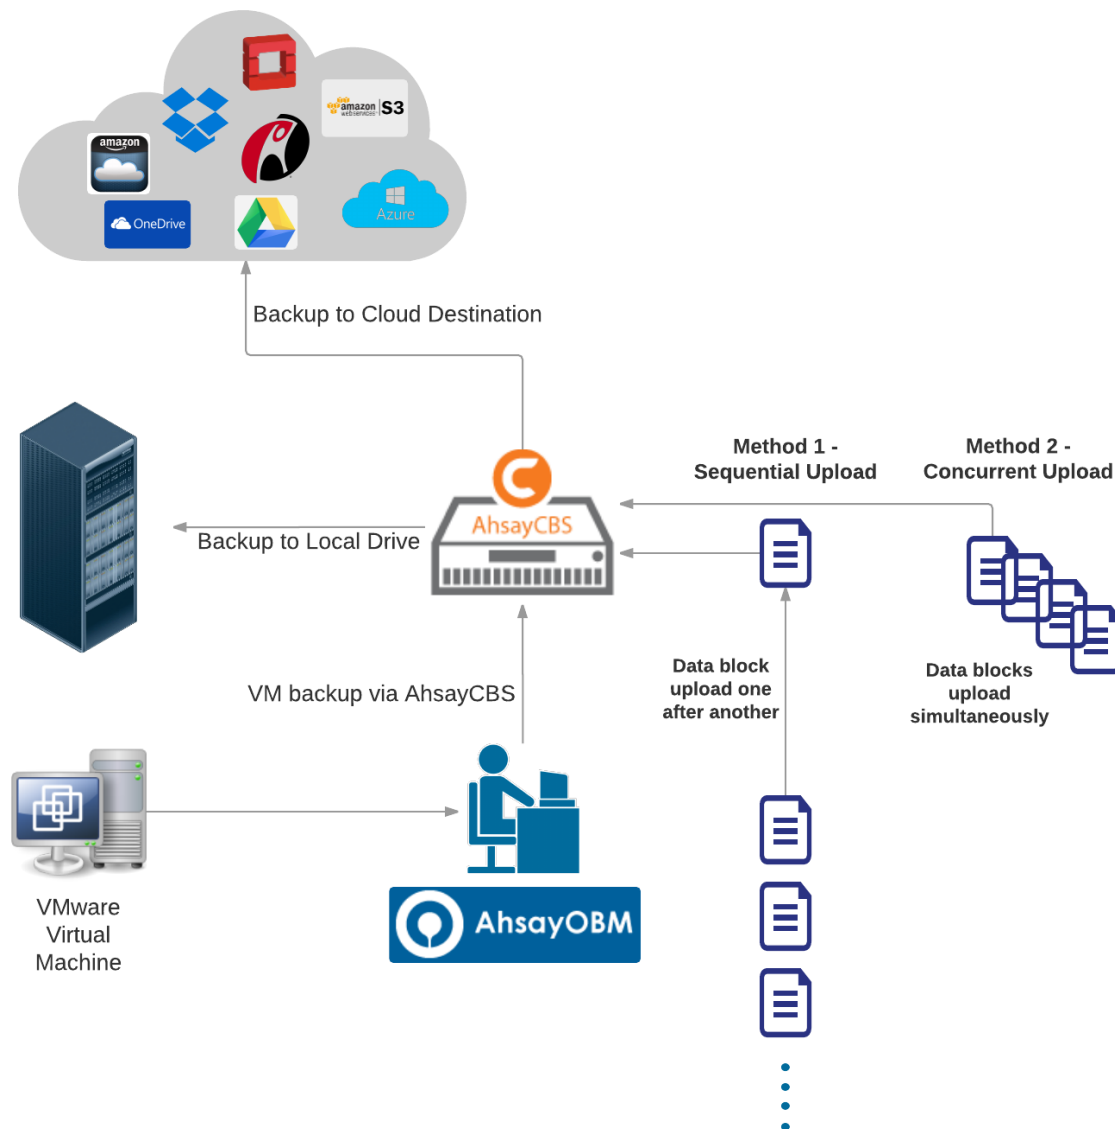 amazon
webservices
S3
amazon
OneDrive
Azure
Backup to Cloud Destination
Method 1 -
Sequential Upload
Method 2 -
Concurrent Upload
AhsayCBS
Backup to Local Drive
Data block
upload one
after another
Data blocks
upload
simultaneously
VM backup via AhsayCBS
VMware
Virtual
Machine
AhsayOBM